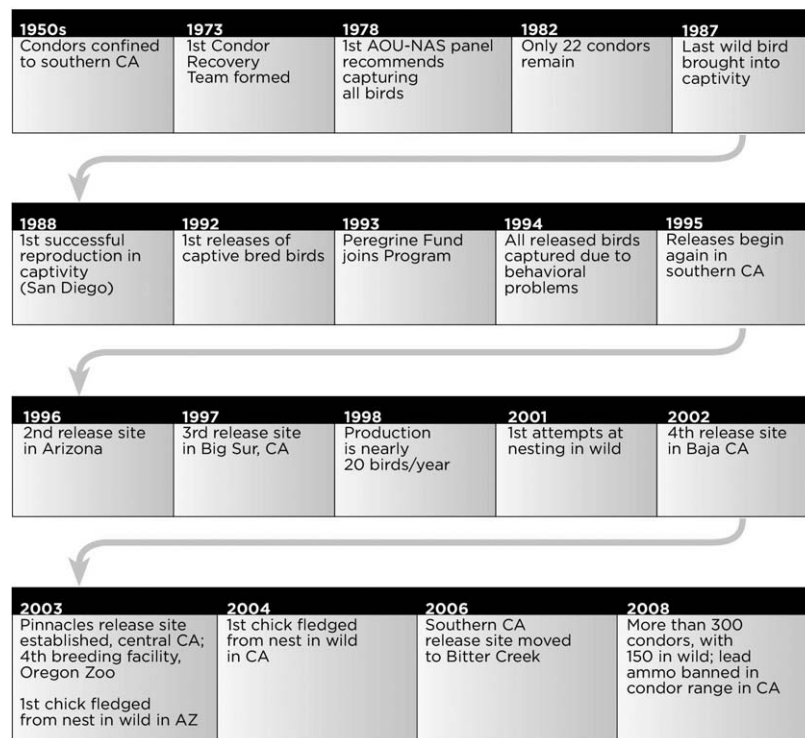 1950s
Condors confined
to southern CA
1973
1st Condor
Recovery
Team formed
1978
1st AOU-NAS panel
recommends
capturing
all birds
1982
Only 22 condors
remain
1987
Last wild bird
brought into
captivity
1988
1st successful
reproduction in
captivity
(San Diego)
1992
1st releases of
captive bred birds
1993
Peregrine Fund
joins Program
1994
All released birds
captured due to
behavioral
problems
1995
Releases begin
again in
southern CA
1996
2nd release site
in Arizona
1997
3rd release site
in Big Sur, CA
1998
Production
is nearly
20 birds/year
2001
1st attempts at
nesting in wild
2002
4th release site
in Baja CA
2003
Pinnacles release site
established, central CA;
4th breeding facility,
Oregon Zoo
1st chick fledged
from nest in wild in AZ
2004
1st chick fledged
from nest in wild
in CA
2006
Southern CA
release site moved
to Bitter Creek
2008
More than 300
condors, with
150 in wild; lead
ammo banned in
condor range in CA